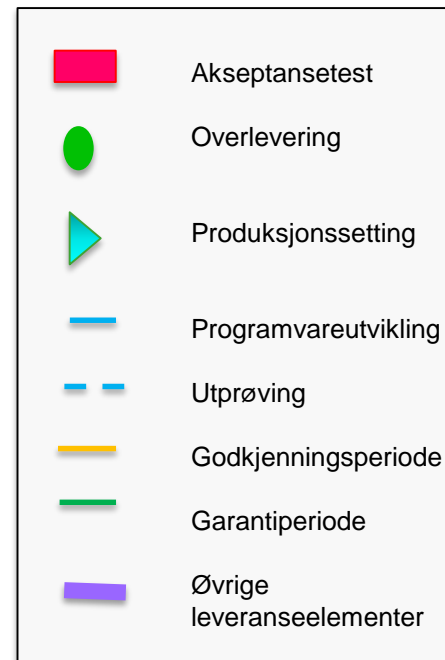 Akseptansetest
Overlevering
Produksjonssetting
Programvareutvikling
Utprøving
Godkjenningsperiode
Garantiperiode
Øvrige
leveranseelementer